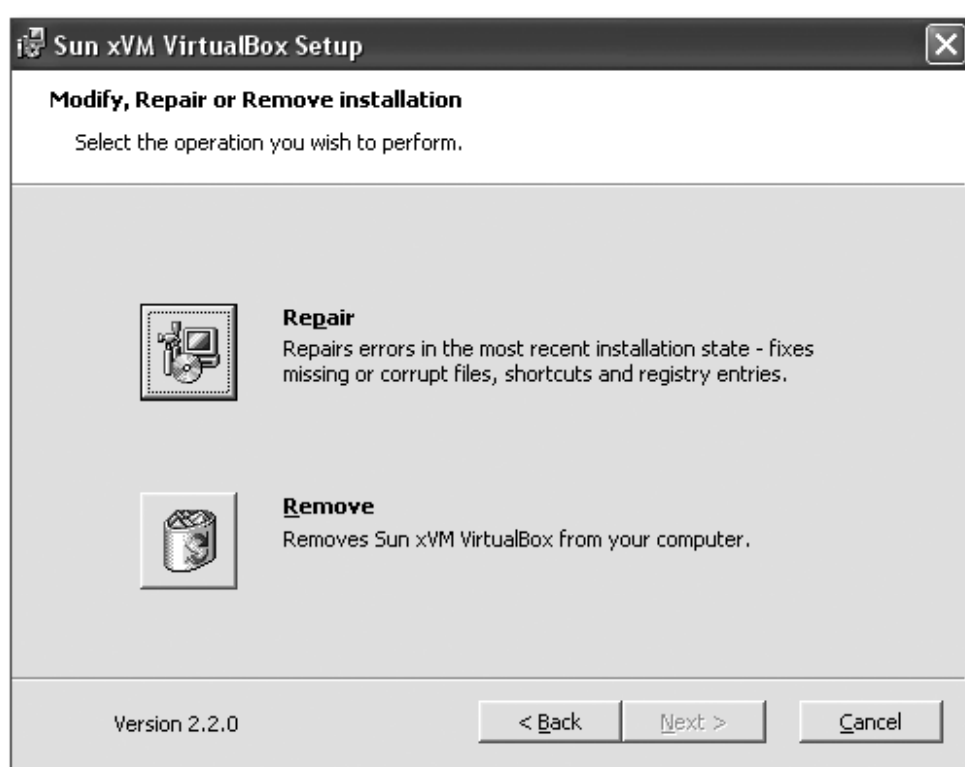 Sun xVM VirtualBox Setup
Modify, Repair or Remove installation
Select the operation you wish to perform.
Repair
Repairs errors in the most recent installation state - fixes
missing or corrupt files, shortcuts and registry entries.
Remove
Removes Sun xVM VirtualBox from your computer.
Version 2.2.0
< Back
Next >
Cancel